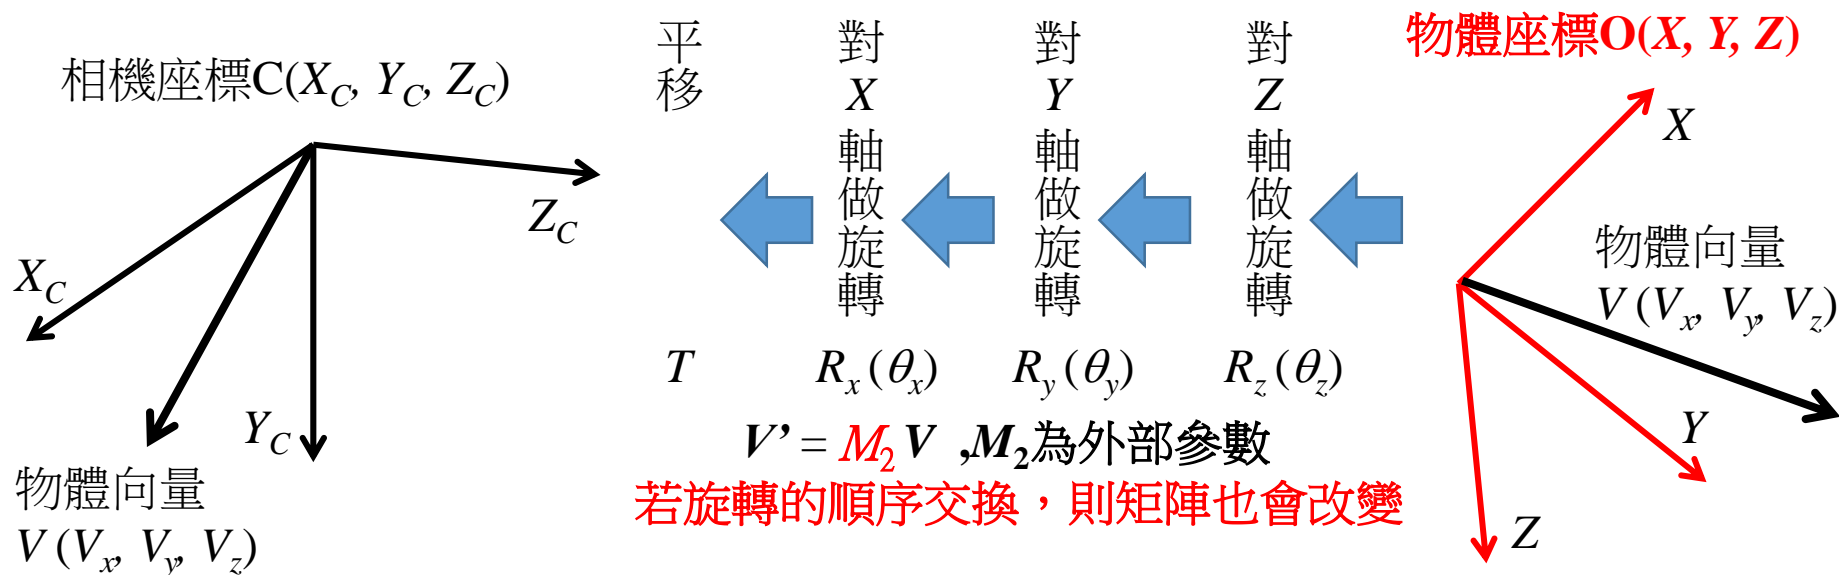 相機座標C(X_C, Y_C, Z_C)
Z_C
X_C
Y_C
物體向量
V (V_x, V_y, V_z)
平移
對X軸做旋轉
對Y軸做旋轉
對Z軸做旋轉
T
R_x (θ_x)
R_y (θ_y)
R_z (θ_z)
V’ = M_2 V ,M_2為外部參數
若旋轉的順序交換，則矩陣也會改變
物體座標O(X, Y, Z)
X
物體向量
V (V_x, V_y, V_z)
Y
Z